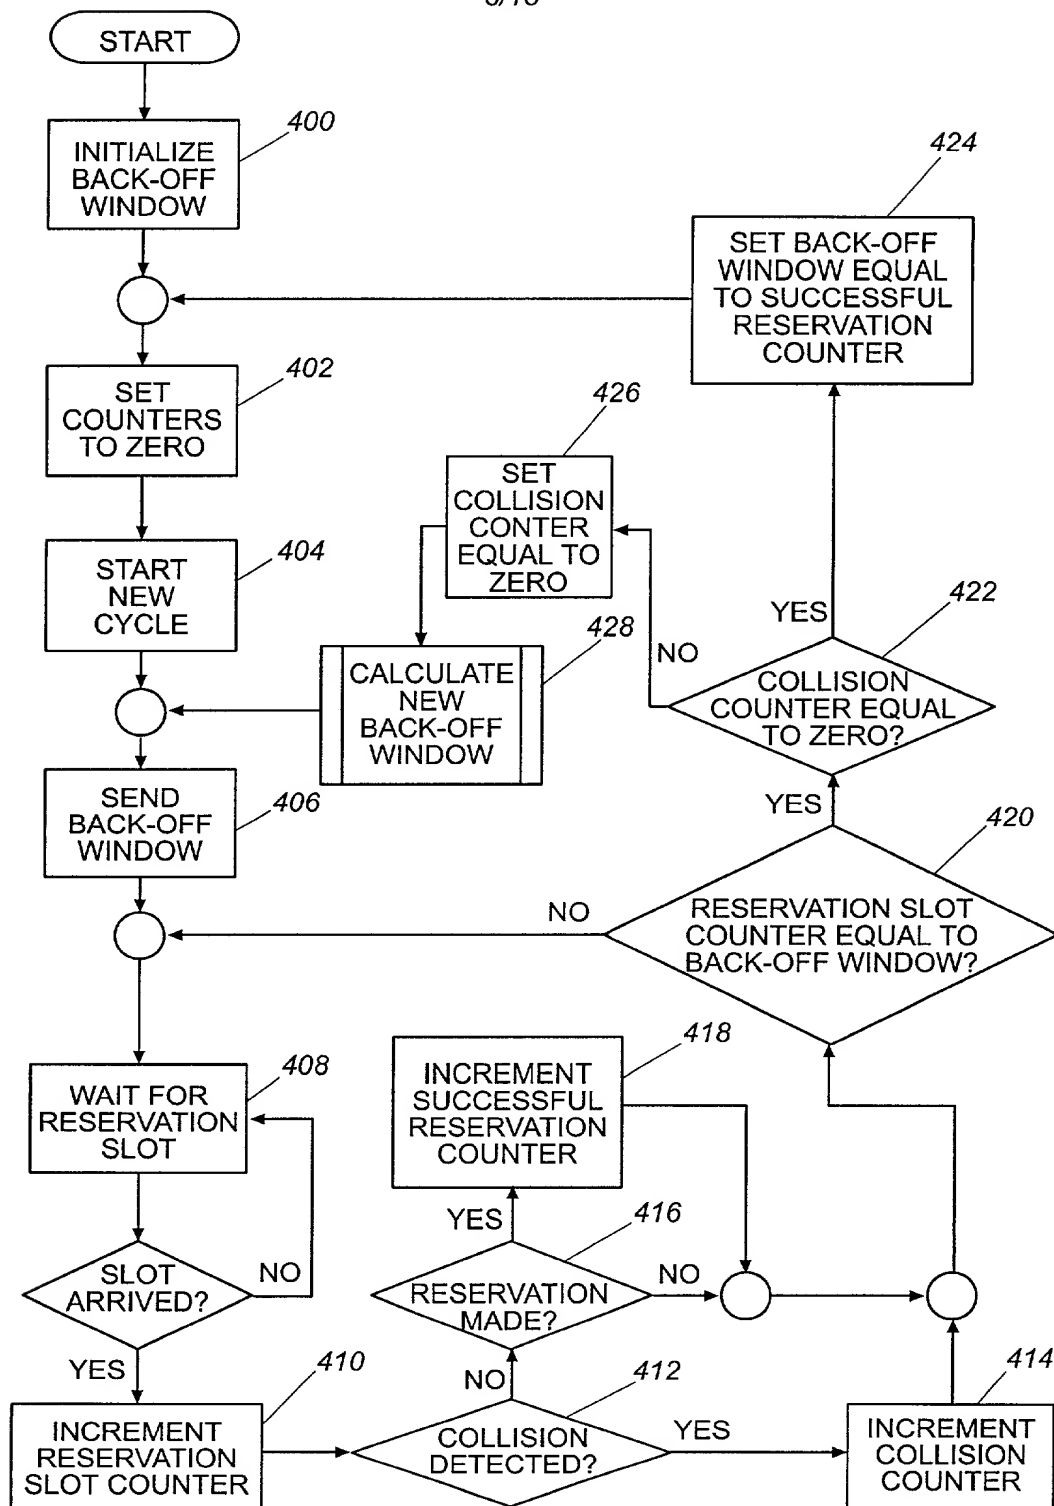 START
400
INITIALIZE
BACK-OFF
WINDOW
424
SET BACK-OFF
WINDOW EQUAL
TO SUCCESSFUL
RESERVATION
COUNTER
402
SET
COUNTERS
TO ZERO
426
SET
COLLISION
CONTER
EQUAL TO
ZERO
404
START
NEW
CYCLE
428
CALCULATE
NEW
BACK-OFF
WINDOW
NO
YES
422
COLLISION
COUNTER EQUAL
TO ZERO?
406
SEND
BACK-OFF
WINDOW
YES
420
RESERVATION SLOT
COUNTER EQUAL TO
BACK-OFF WINDOW?
NO
408
WAIT FOR
RESERVATION
SLOT
418
INCREMENT
SUCCESSFUL
RESERVATION
COUNTER
SLOT
ARRIVED?
NO
YES
416
RESERVATION
MADE?
NO
YES
410
INCREMENT
RESERVATION
SLOT COUNTER
NO
412
COLLISION
DETECTED?
YES
414
INCREMENT
COLLISION
COUNTER